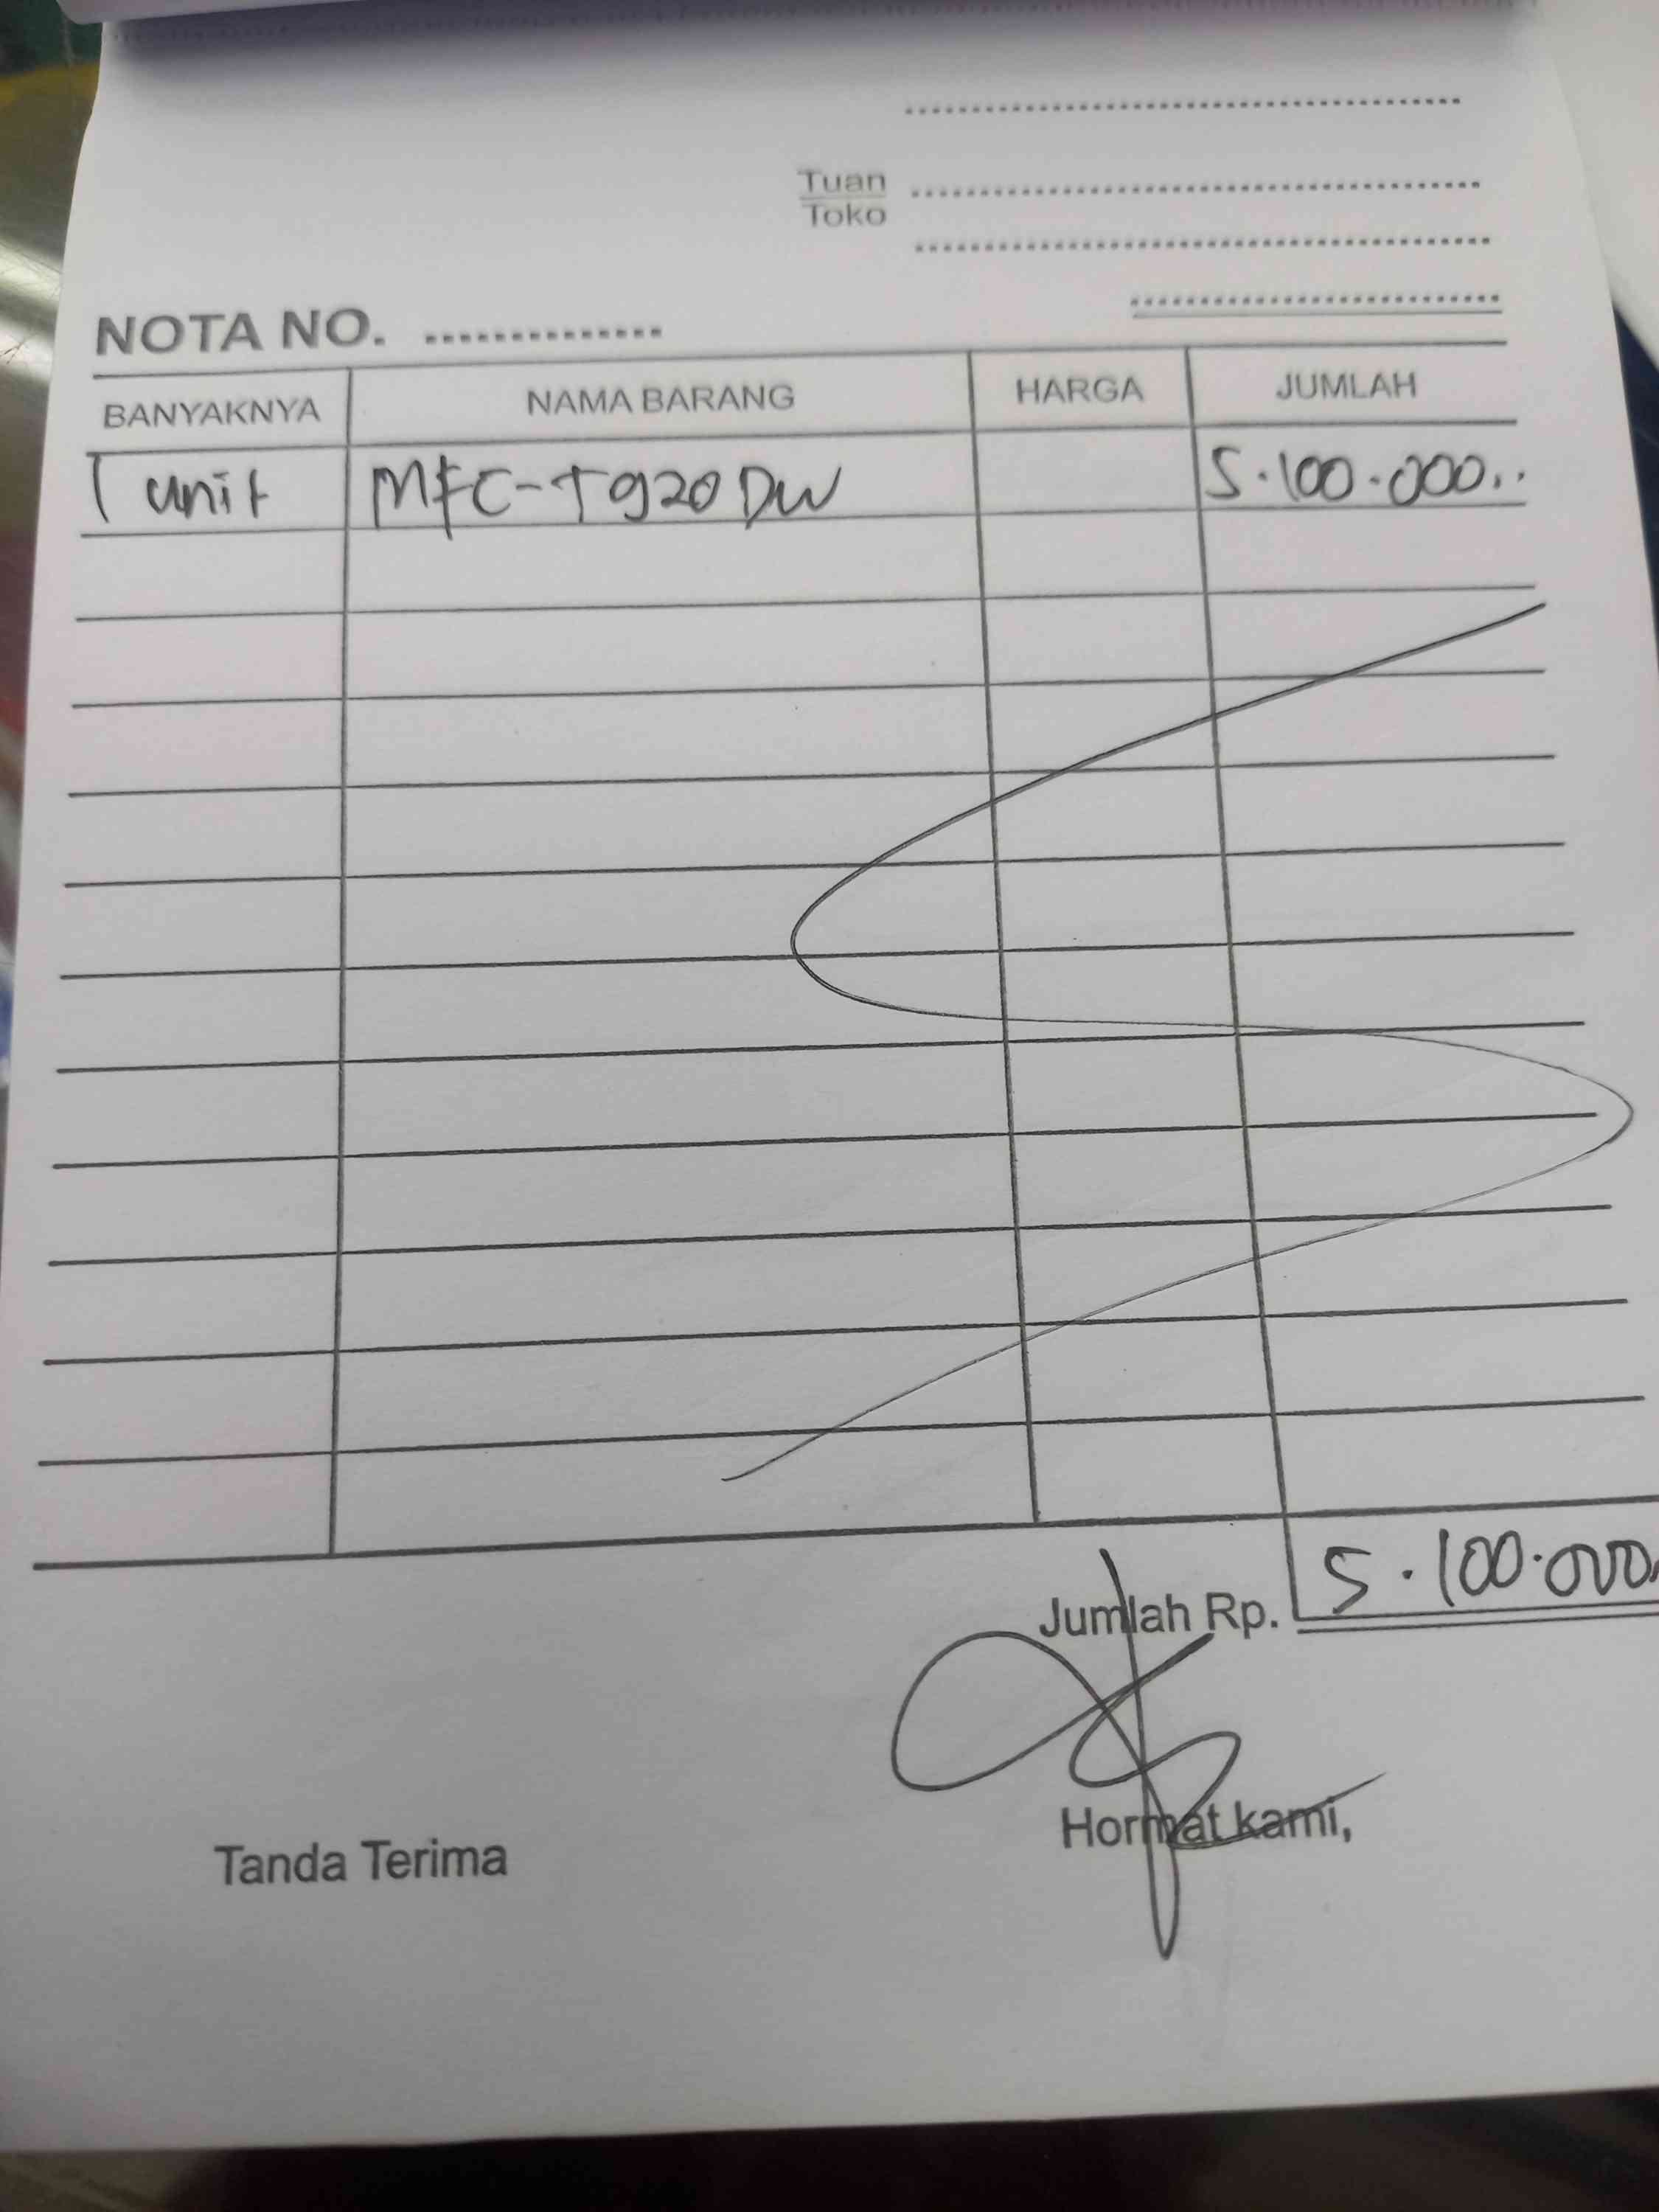 Tuan
Toko
NOTA NO.
BANYAKNYA NAMA BARANG HARGA JUMLAH
1 unit MFC-T920DW 5.100.000..
Jumlah Rp. 5.100.000,
Tanda Terima Hormat kami,